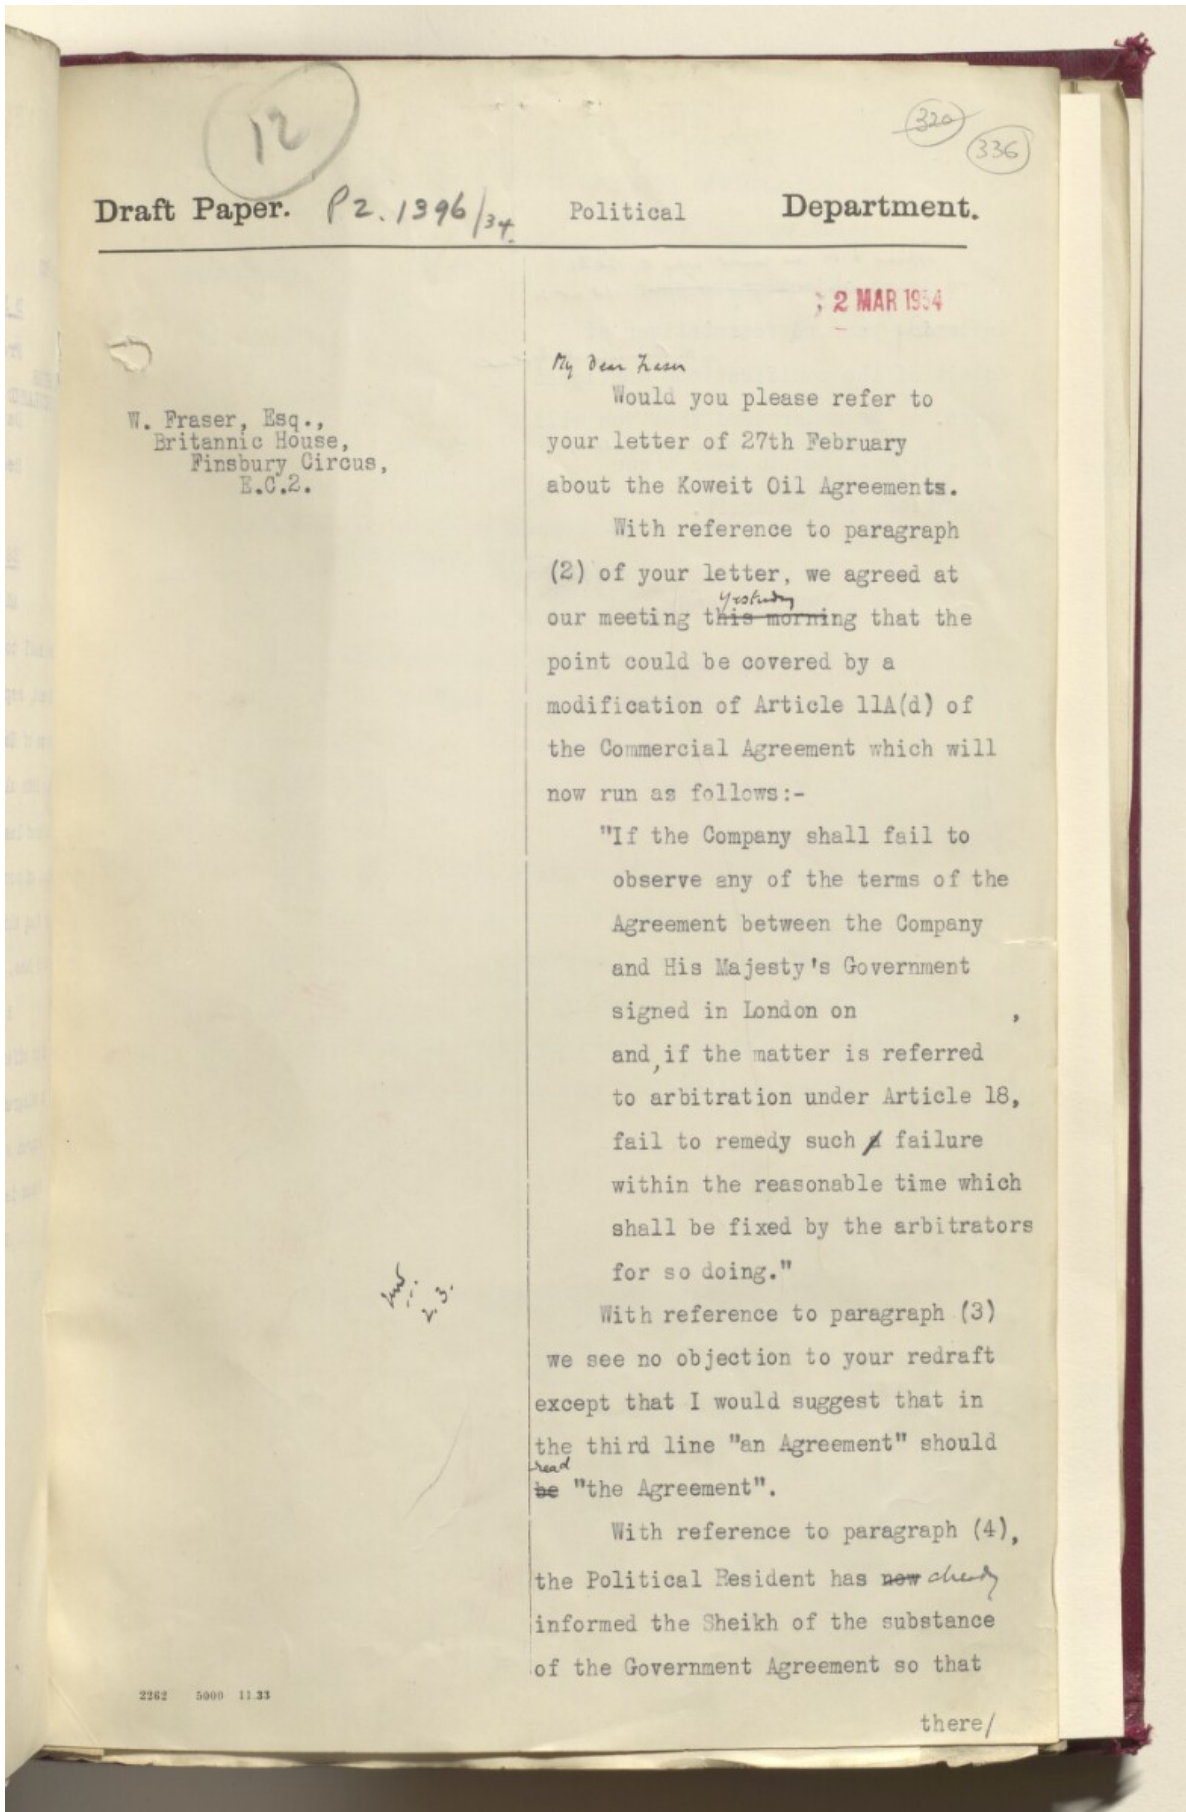 12
320
336
Draft Paper. P2. 1396/34. Political Department.
2 MAR 1934
My Dear Fraser
W. Fraser, Esq.,
Britannic House,
Finsbury Circus,
E.C.2.
Would you please refer to
your letter of 27th February
about the Koweit Oil Agreements.
With reference to paragraph
(2) of your letter, we agreed at
yesterday
our meeting this morning that the
point could be covered by a
modification of Article 11A(d) of
the Commercial Agreement which will
now run as follows:-
"If the Company shall fail to
observe any of the terms of the
Agreement between the Company
and His Majesty's Government
signed in London on ,
and, if the matter is referred
to arbitration under Article 18,
fail to remedy such a failure
within the reasonable time which
shall be fixed by the arbitrators
for so doing."
2.3.
With reference to paragraph (3)
we see no objection to your redraft
except that I would suggest that in
the third line "an Agreement" should
read
be "the Agreement".
With reference to paragraph (4),
the Political Resident has now already
informed the Sheikh of the substance
of the Government Agreement so that
there/
2262 5000 11.33